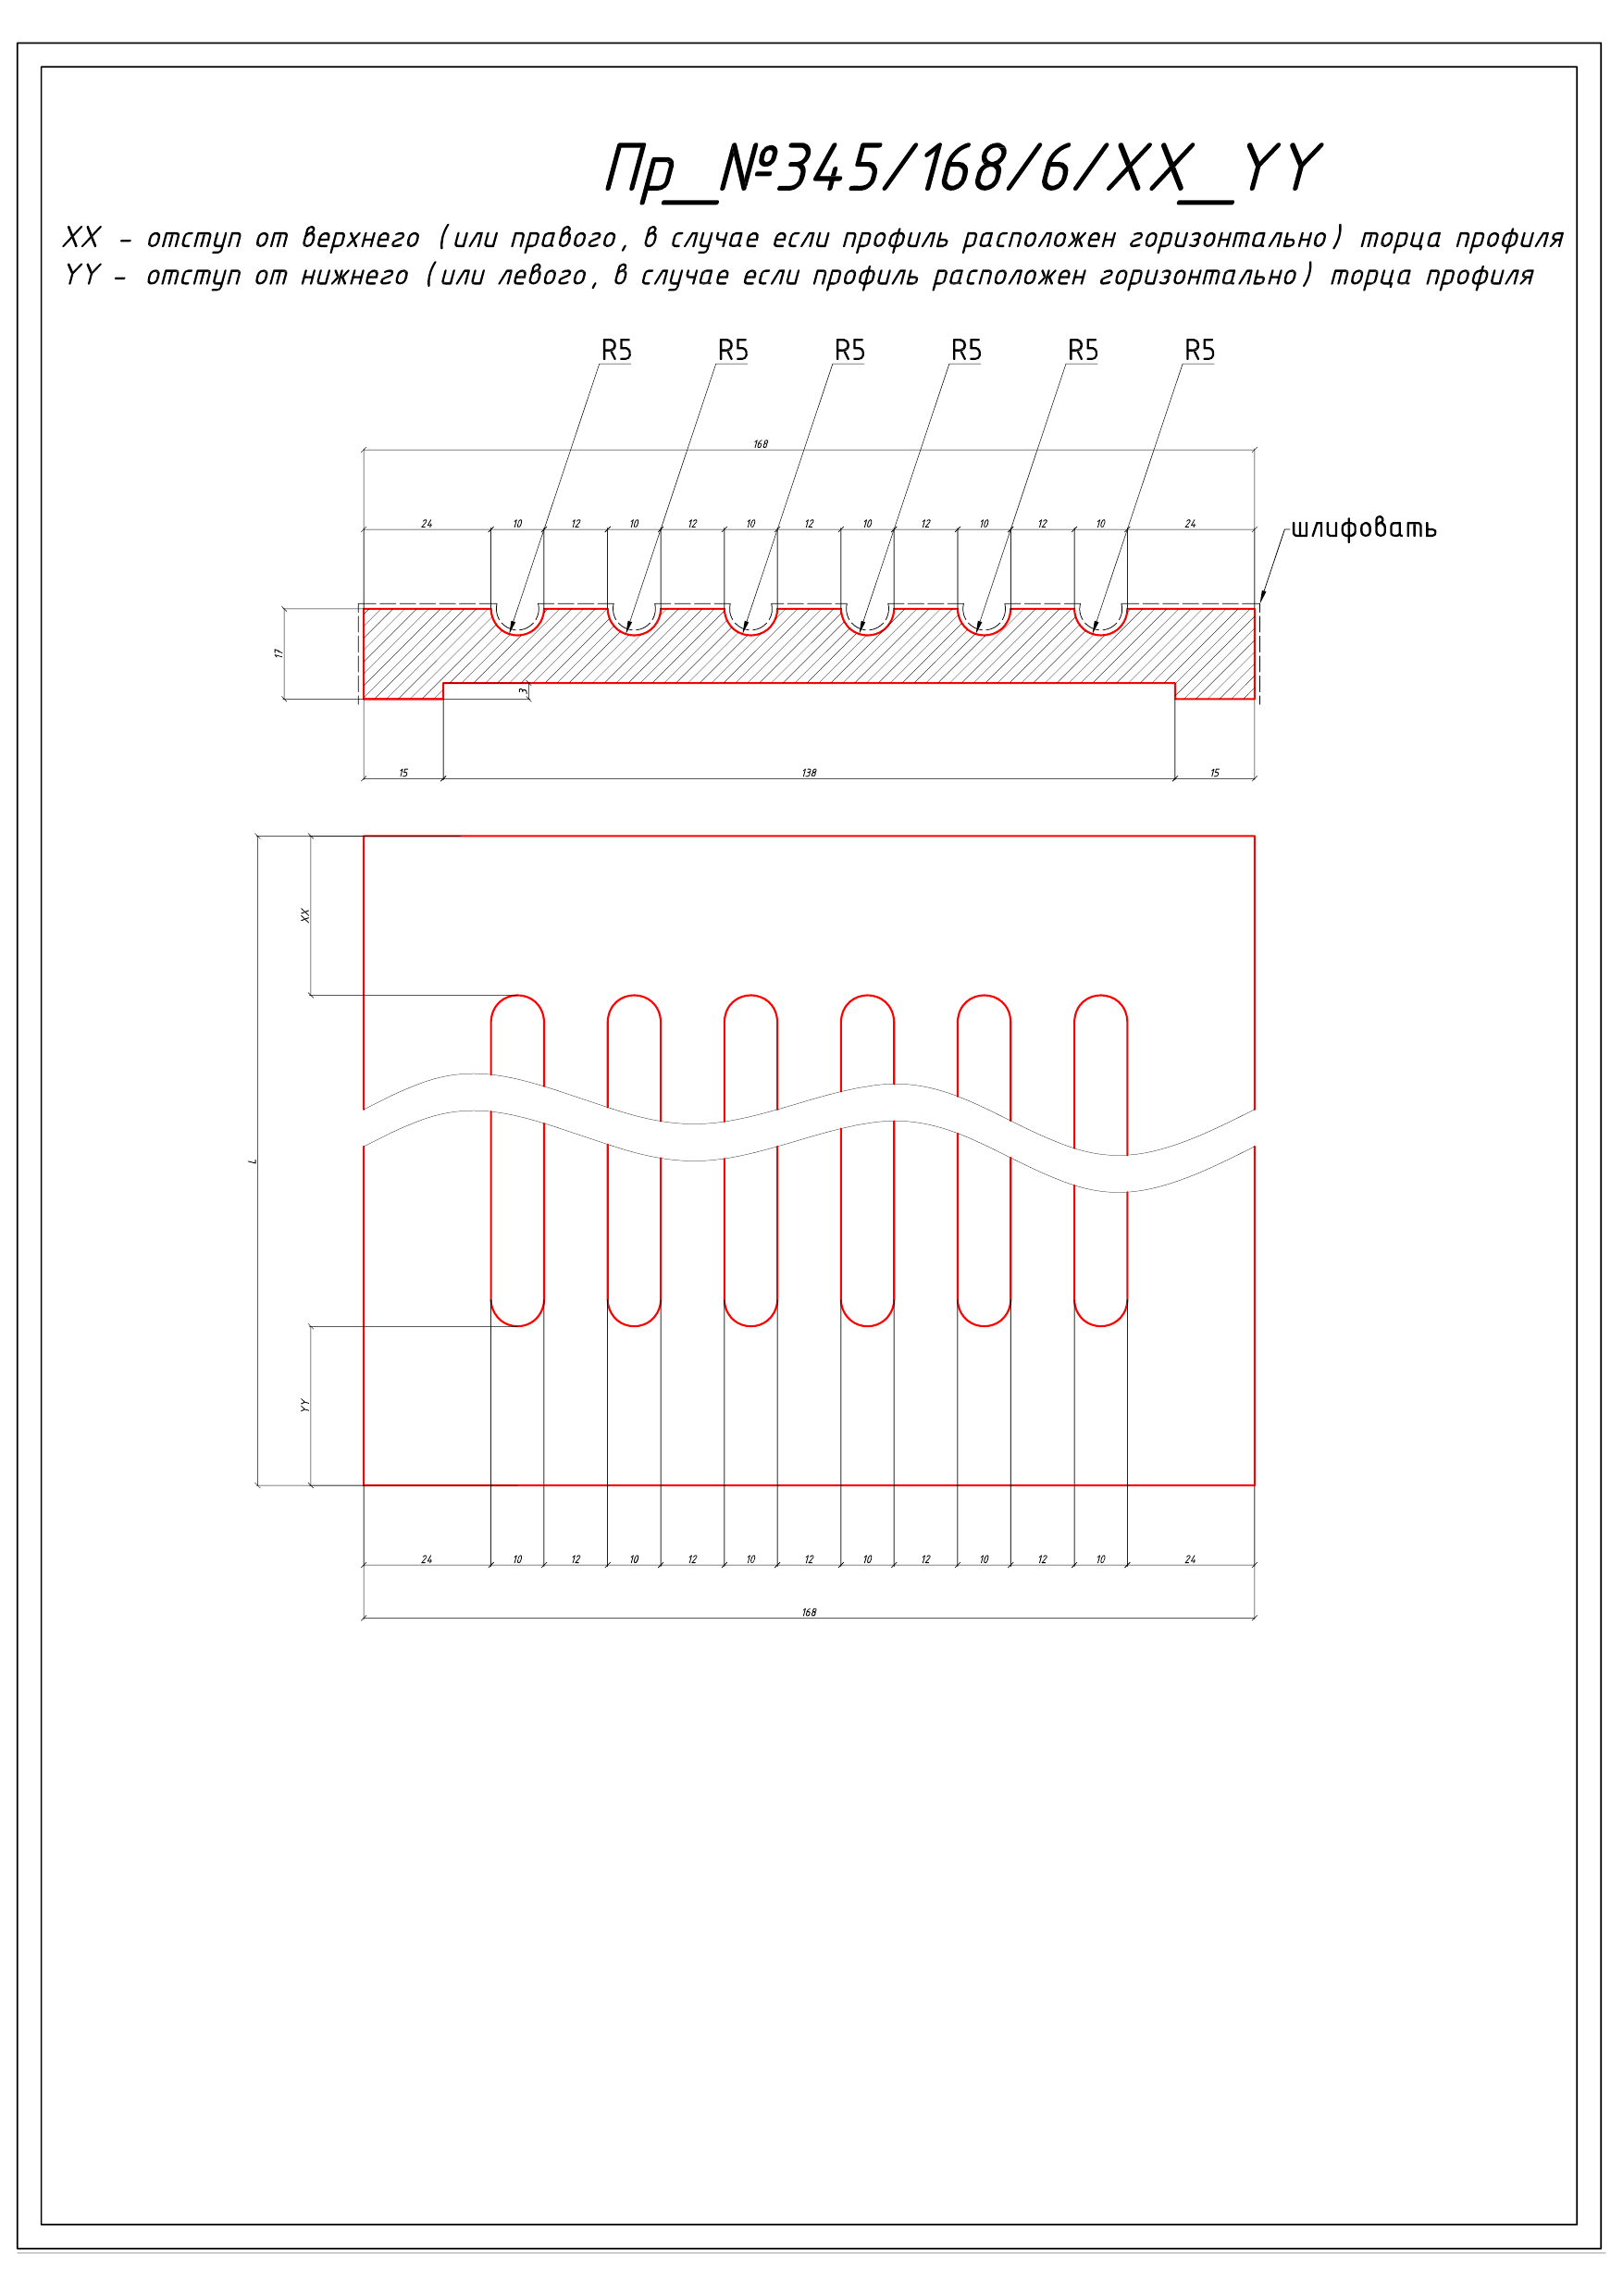 Пр_№345/168/6/XX_YY
XX - отступ от верхнего (или правого, в случае если профиль расположен горизонтально) торца профиля
YY - отступ от нижнего (или левого, в случае если профиль расположен горизонтально) торца профиля
R5 R5 R5 R5 R5 R5
168
24 10 12 10 12 10 12 10 12 10 12 10 24
шлифовать
17
3
15 138 15
XX
L
YY
24 10 12 10 12 10 12 10 12 10 12 10 24
168